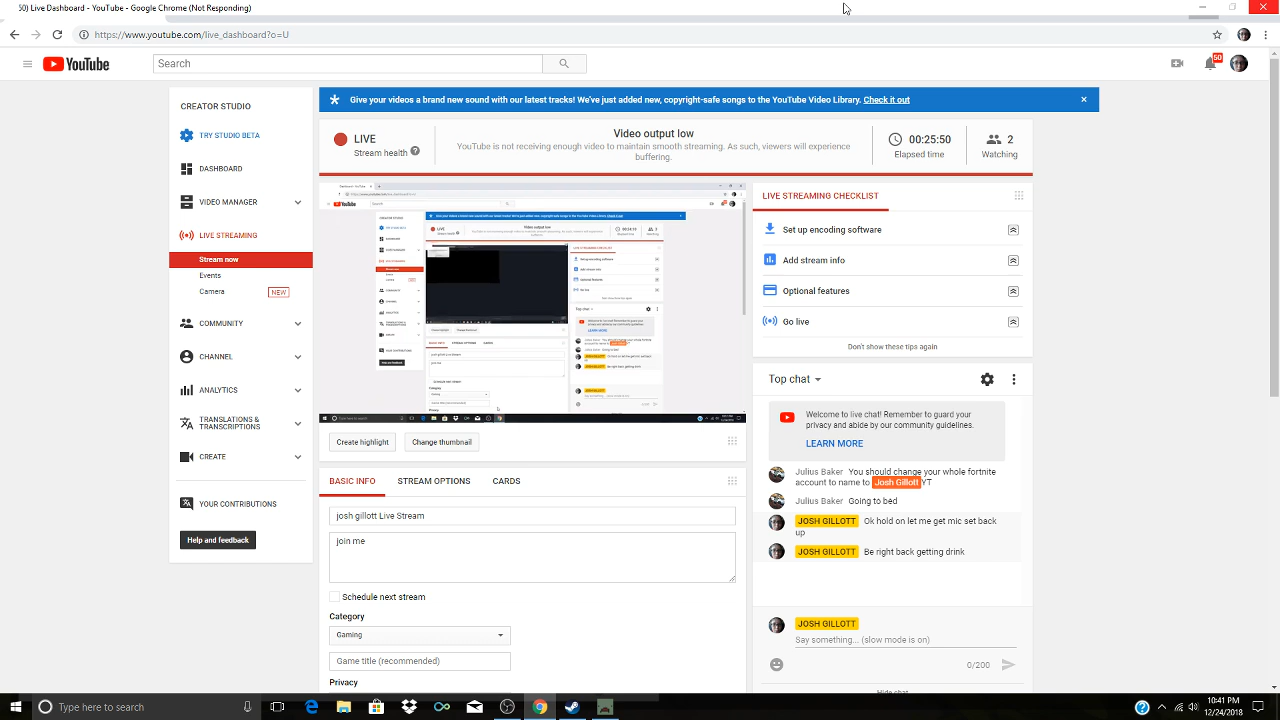 50) Live Dashboard - YouTube - Google Chrome (Not Responding)
https://www.youtube.com/live_dashboard?o=U
YouTube
Search
50
CREATOR STUDIO
TRY STUDIO BETA
DASHBOARD
VIDEO MANAGER
LIVE STREAMING
Stream now
Events
Camera
NEW
COMMUNITY
CHANNEL
ANALYTICS
TRANSLATIONS &
TRANSCRIPTIONS
CREATE
YOUR CONTRIBUTIONS
Help and feedback
Give your videos a brand new sound with our latest tracks! We've just added new, copyright-safe songs to the YouTube Video Library. Check it out
LIVE
Stream health
Video output low
YouTube is not receiving enough video to maintain smooth streaming. As such, viewers will experience
buffering.
00:25:50
Elapsed time
2
Watching
Create highlight
Change thumbnail
BASIC INFO
STREAM OPTIONS
CARDS
josh gillott Live Stream
join me
Schedule next stream
Category
Gaming
Game title (recommended)
Privacy
LIVE STREAMING CHECKLIST
Set up encoding software
Add stream info
Optional features
Go live
Don't show these tips again
Top chat
Welcome to live chat! Remember to guard your
privacy and abide by our community guidelines.
LEARN MORE
Julius Baker You should change your whole fortnite
account to name to Josh Gillott YT
Julius Baker Going to bed
JOSH GILLOTT Ok hold on let me get mic set back
up
JOSH GILLOTT Be right back getting drink
JOSH GILLOTT
Say something... (slow mode is on)
0/200
Hide chat
Type here to search
10:41 PM
12/24/2018